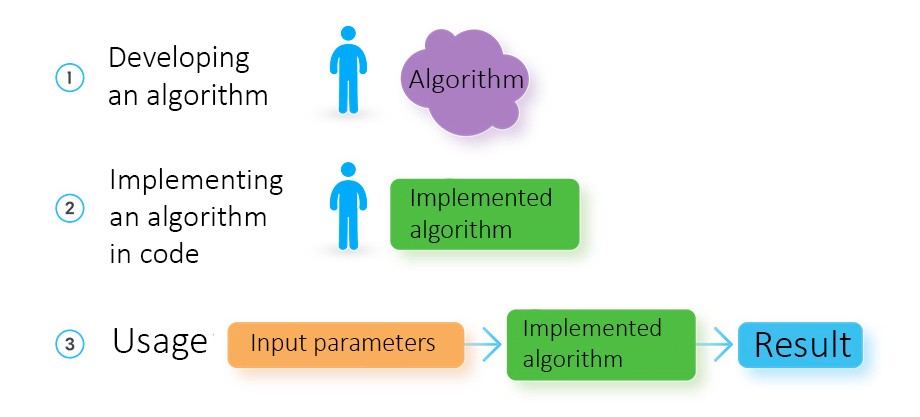 1
Developing
an algorithm
Algorithm
2
Implementing
an algorithm
in code
Implemented
algorithm
3
Usage
Input parameters
Implemented
algorithm
Result